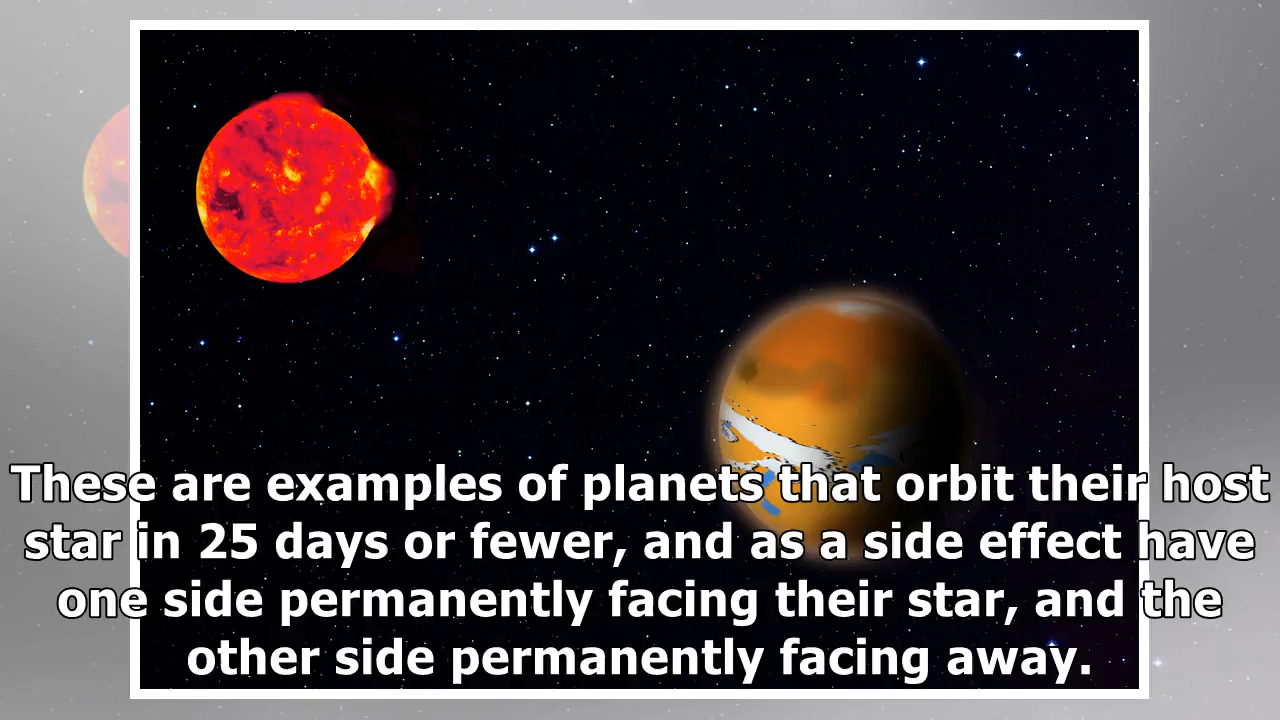 These are examples of planets that orbit their host
star in 25 days or fewer, and as a side effect have
one side permanently facing their star, and the
other side permanently facing away.